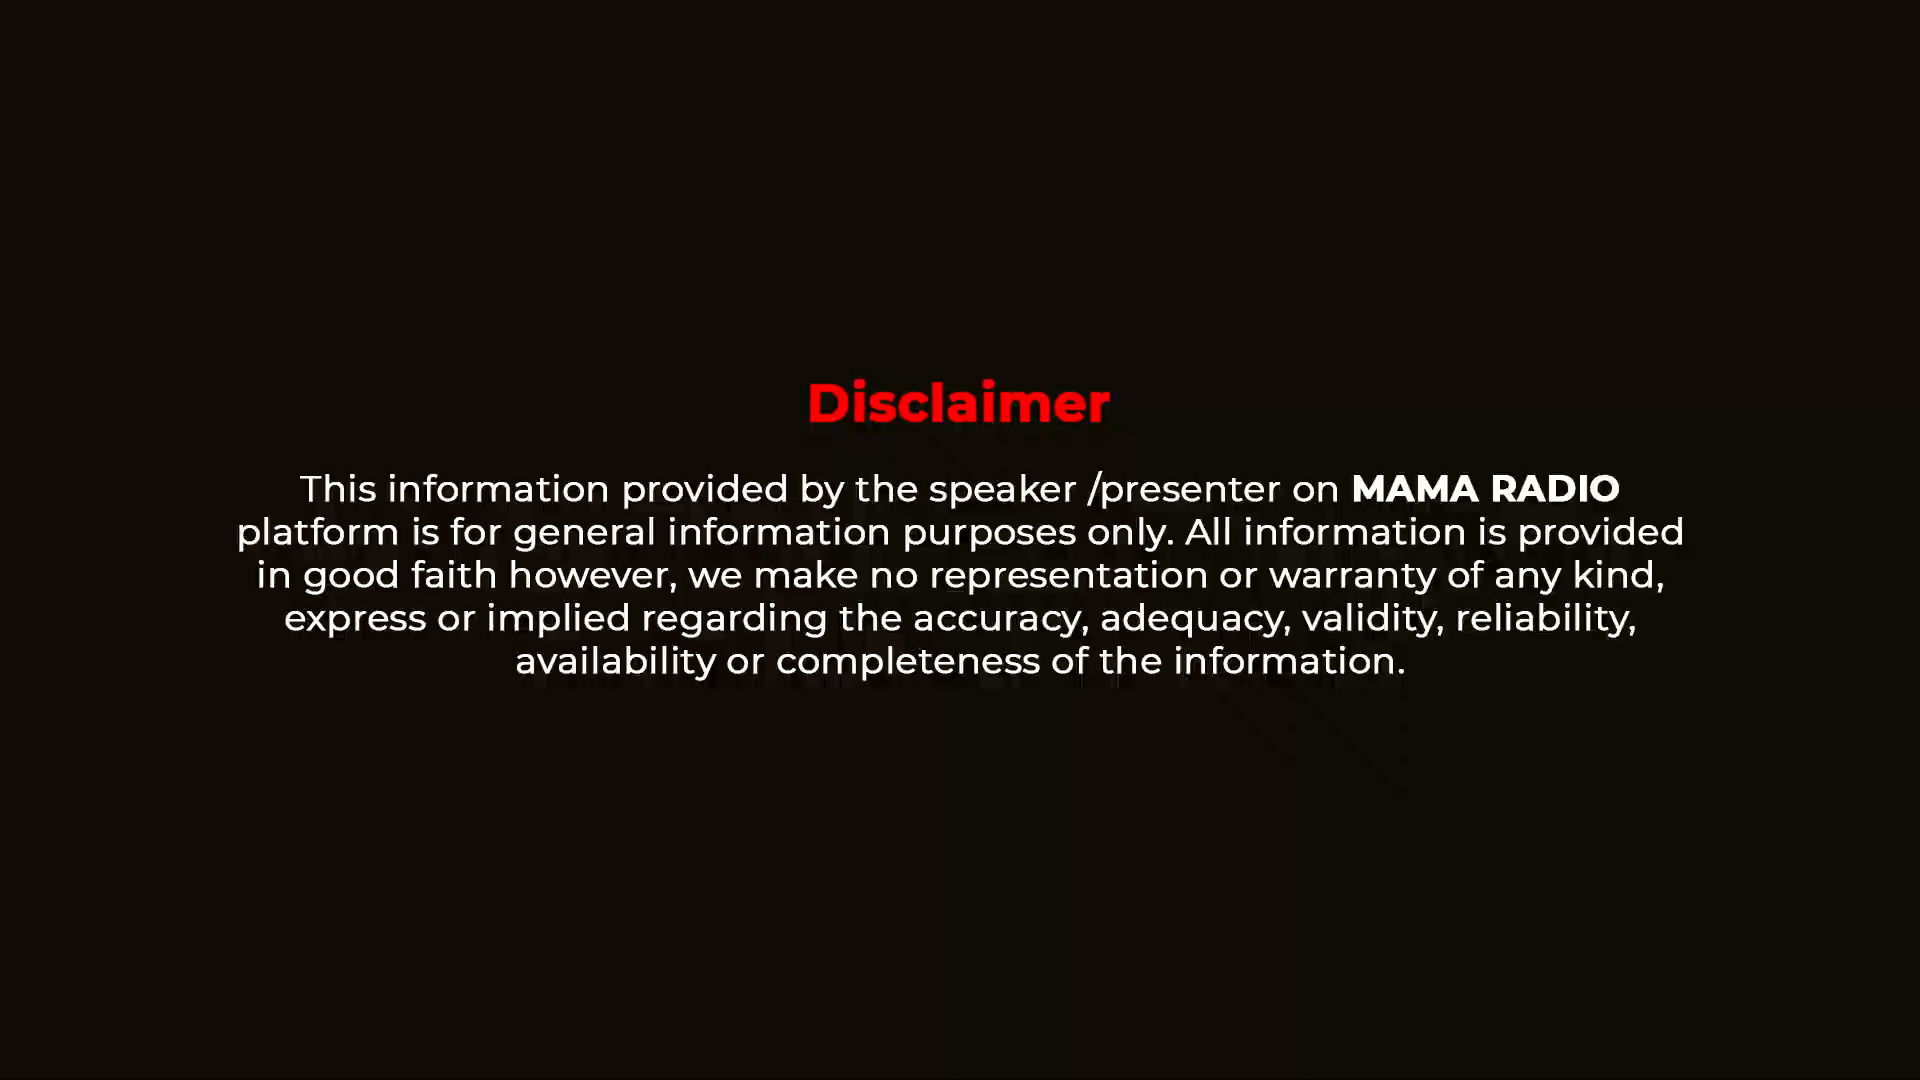 Disclaimer
This information provided by the speaker /presenter on MAMA RADIO
platform is for general information purposes only. All information is provided
in good faith however, we make no representation or warranty of any kind,
express or implied regarding the accuracy, adequacy, validity, reliability,
availability or completeness of the information.